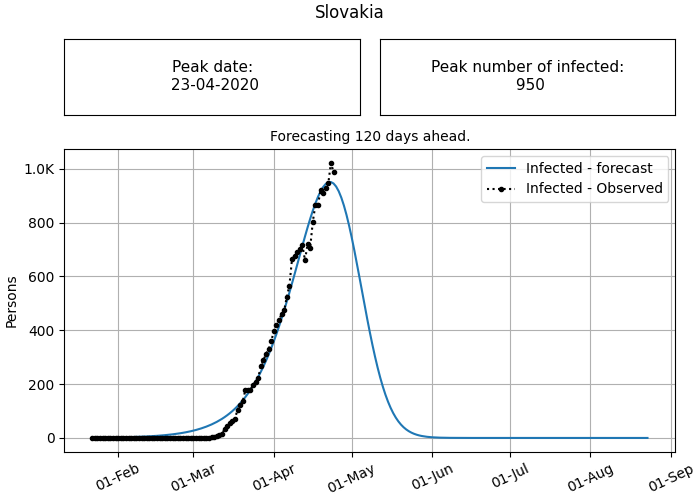 Slovakia
Peak date:
23-04-2020
Peak number of infected:
950
Forecasting 120 days ahead.
Infected - forecast
Infected - Observed
Persons
1.0K
800
600
400
200
0
01-Feb
01-Mar
01-Apr
01-May
01-Jun
01-Jul
01-Aug
01-Sep